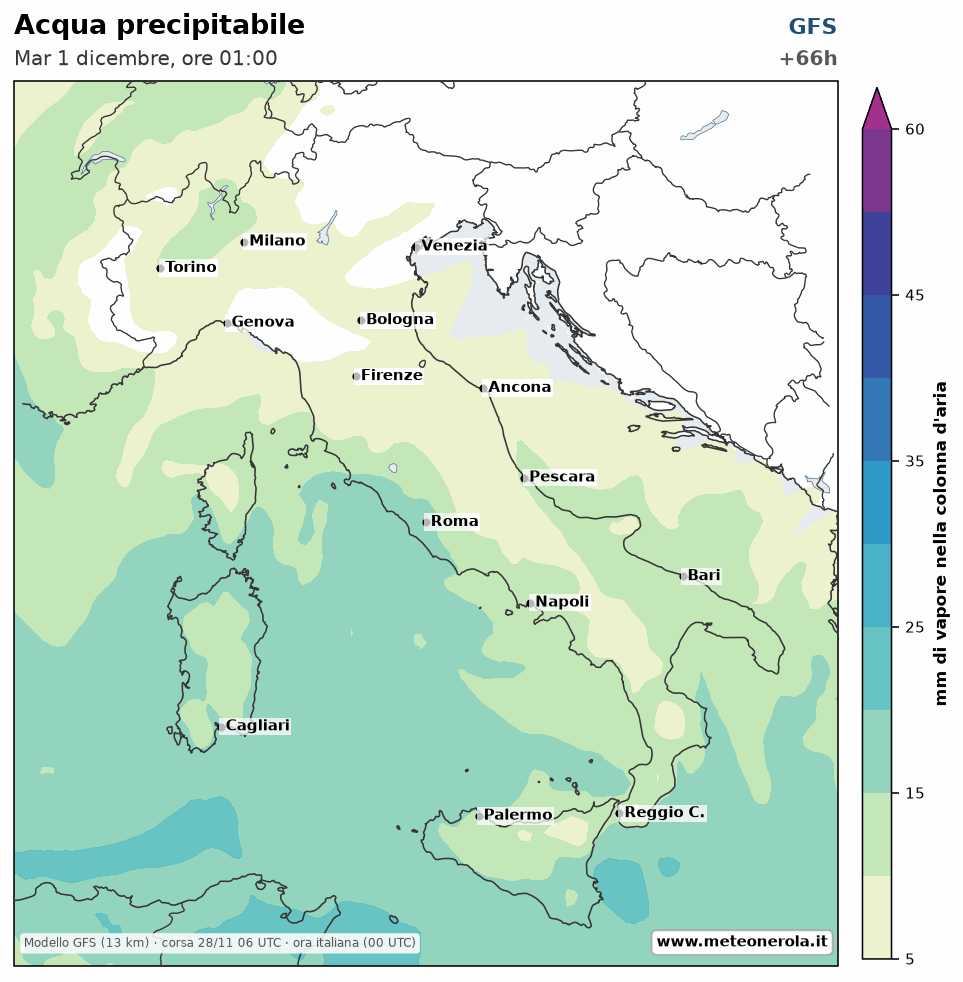 Acqua precipitabile
GFS
Mar 1 dicembre, ore 01:00
+66h
60
Milano
Venezia
Torino
45
Genova
Bologna
Firenze
Ancona
35
Pescara
Roma
Bari
Napoli
25
Cagliari
15
Palermo
Reggio C.
5
mm di vapore nella colonna d'aria
Modello GFS (13 km) · corsa 28/11 06 UTC · ora italiana (00 UTC)
www.meteonerola.it